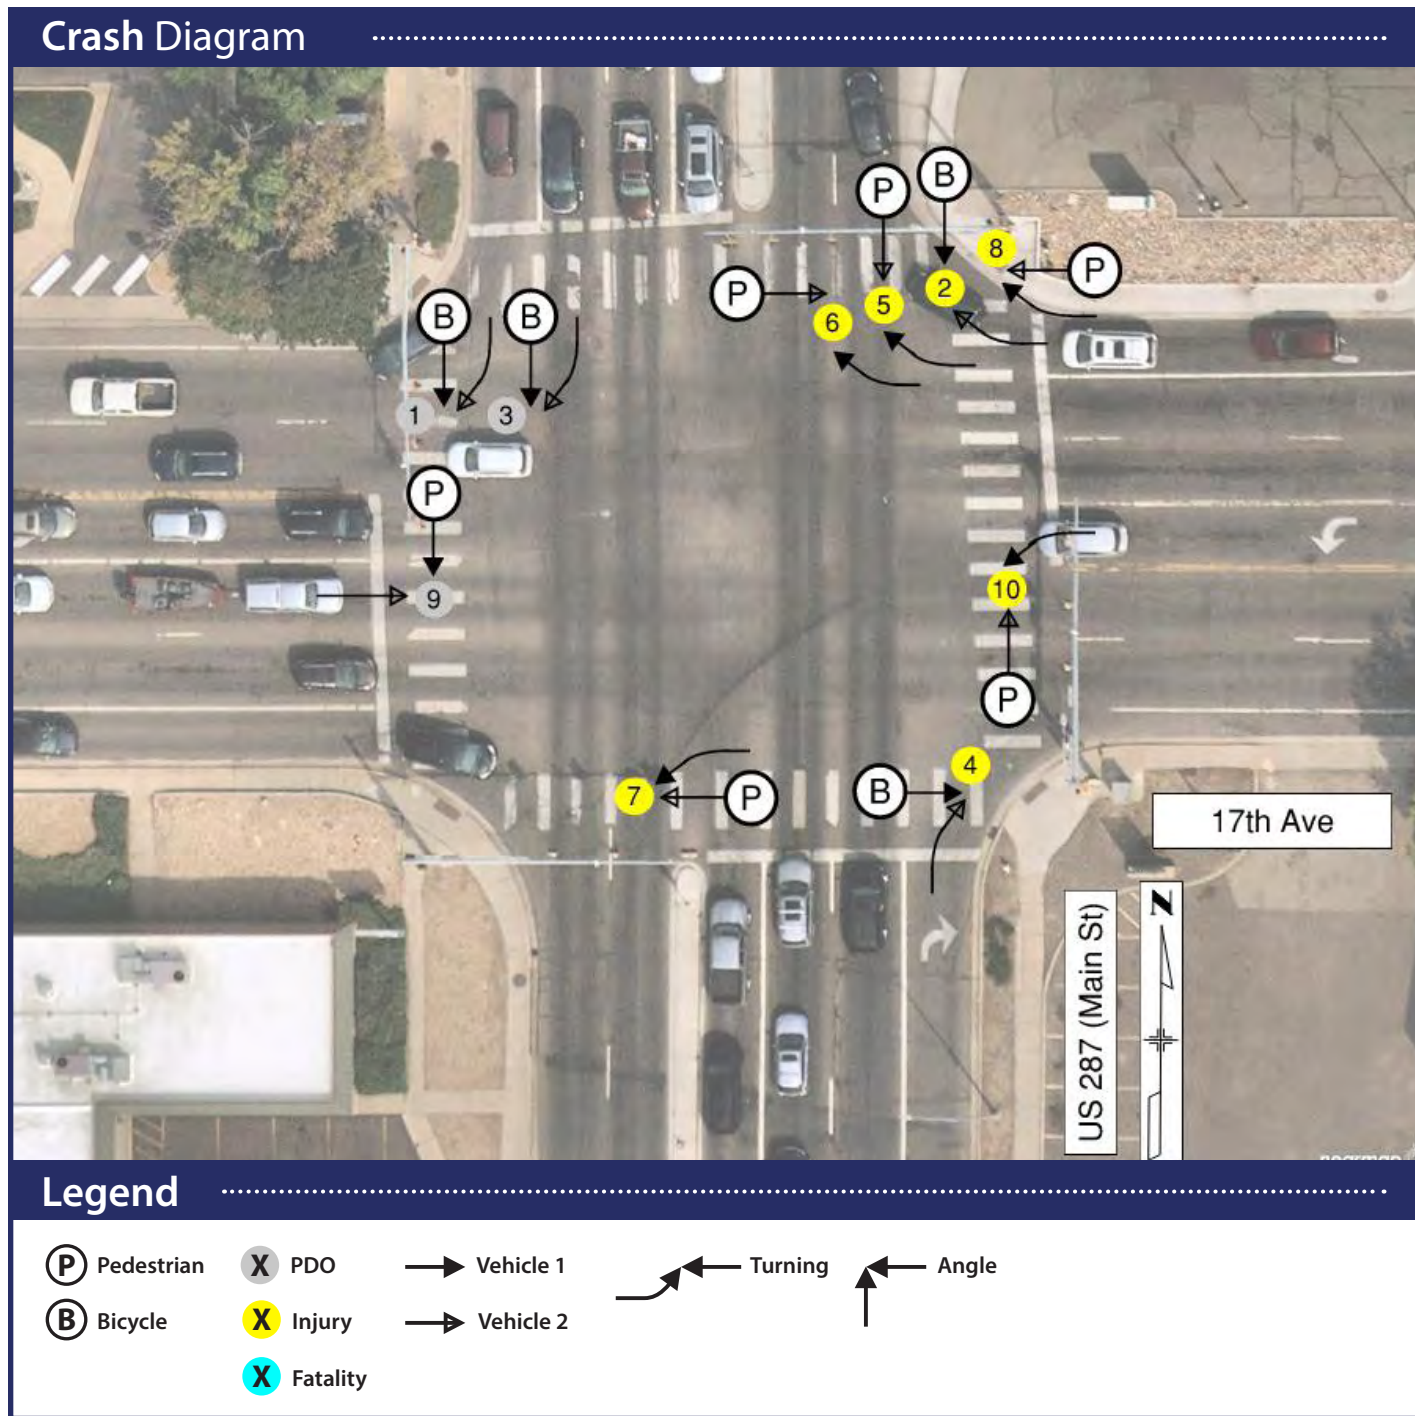 Crash Diagram
B
P
8
P
P
2
5
6
B
B
1
3
P
9
10
P
4
7
P
B
17th Ave
US 287 (Main St)
N
nearmap
Legend
P Pedestrian
X PDO
Vehicle 1
Turning
Angle
B Bicycle
X Injury
Vehicle 2
X Fatality